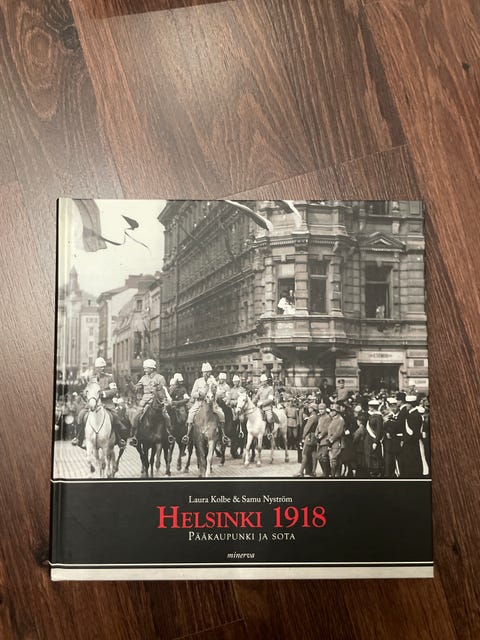 Laura Kolbe & Samu Nyström
HELSINKI 1918
PÄÄKAUPUNKI JA SOTA
minerva